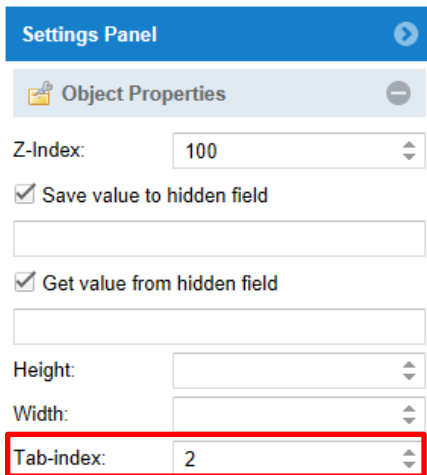 Settings Panel
Object Properties
Z-Index: 100
Save value to hidden field
Get value from hidden field
Height:
Width:
Tab-index: 2